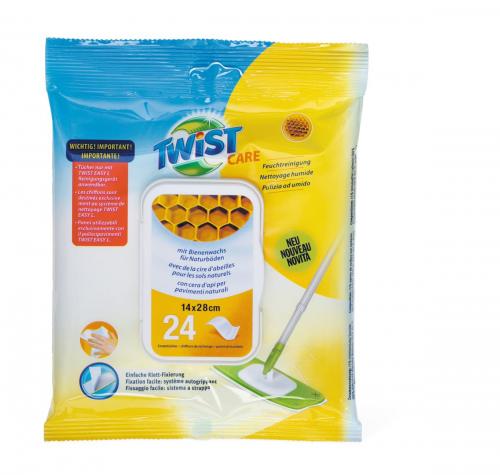 TWIST
CARE
Feuchtreinigung
Nettoyage humide
Pulizia ad umido
WICHTIG! IMPORTANT!
IMPORTANTE!
• Tücher nur mit
TWIST EASY L
Reinigungsgerät
anwendbar.
• Les chiffons sont
destinés exclusive
ment au système de
nettoyage TWIST
EASY L.
• Panni utilizzabili
esclusivamente con
il pulisci pavimenti
TWIST EASY L.
mit Bienenwachs
für Naturböden
avec de la cire d'abeilles
pour les sols naturels
con cera d'api per
pavimenti naturali
14 x 28 cm
24
NEU
NOUVEAU
NOVITÀ
Einfache Klett-Fixierung
Fixation facile: système autogrippant
Fissaggio facile: sistema a strappo